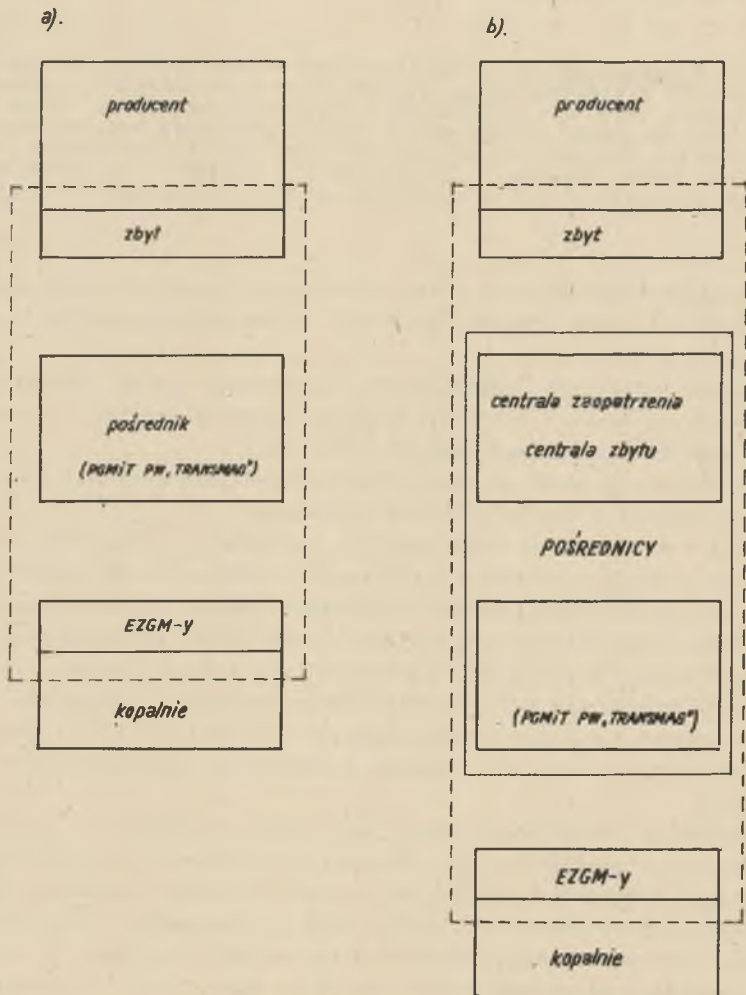 a).
producent
zbyt
pośrednik
(PGMiT PW „TRANSMAG”)
EZGM-y
kopalnie
b).
producent
zbyt
centrala zaopatrzenia
centrala zbytu
POŚREDNICY
(PGMiT PW „TRANSMAG”)
EZGM-y
kopalnie